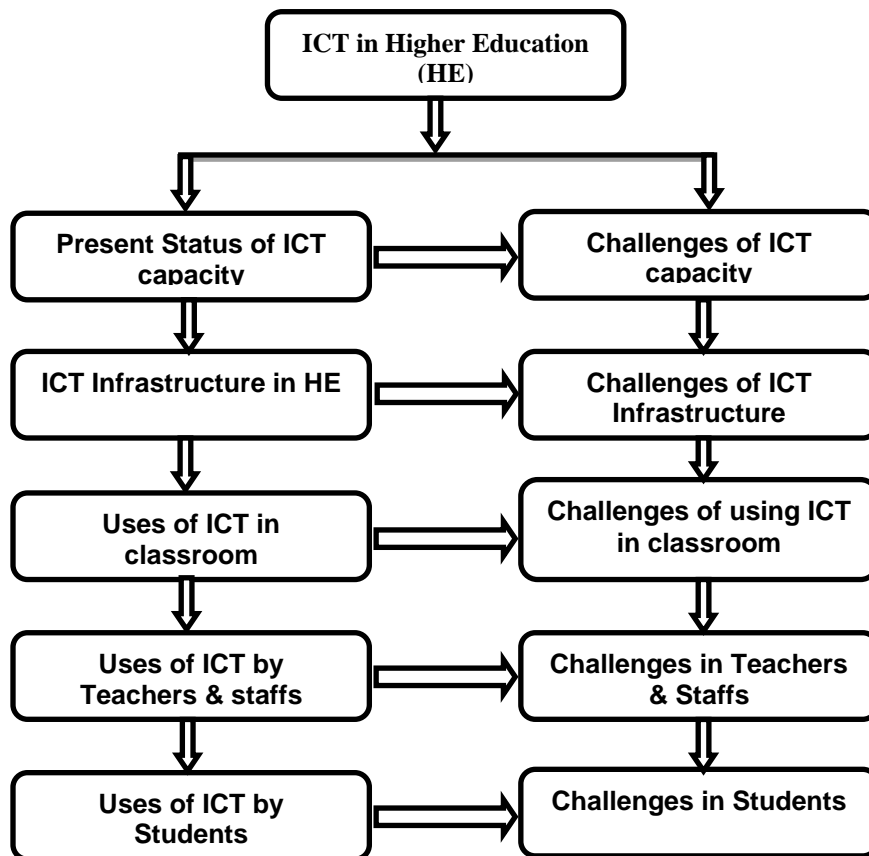 ICT in Higher Education
(HE)
Present Status of ICT
capacity
Challenges of ICT
capacity
ICT Infrastructure in HE
Challenges of ICT
Infrastructure
Uses of ICT in
classroom
Challenges of using ICT
in classroom
Uses of ICT by
Teachers & staffs
Challenges in Teachers
& Staffs
Uses of ICT by
Students
Challenges in Students